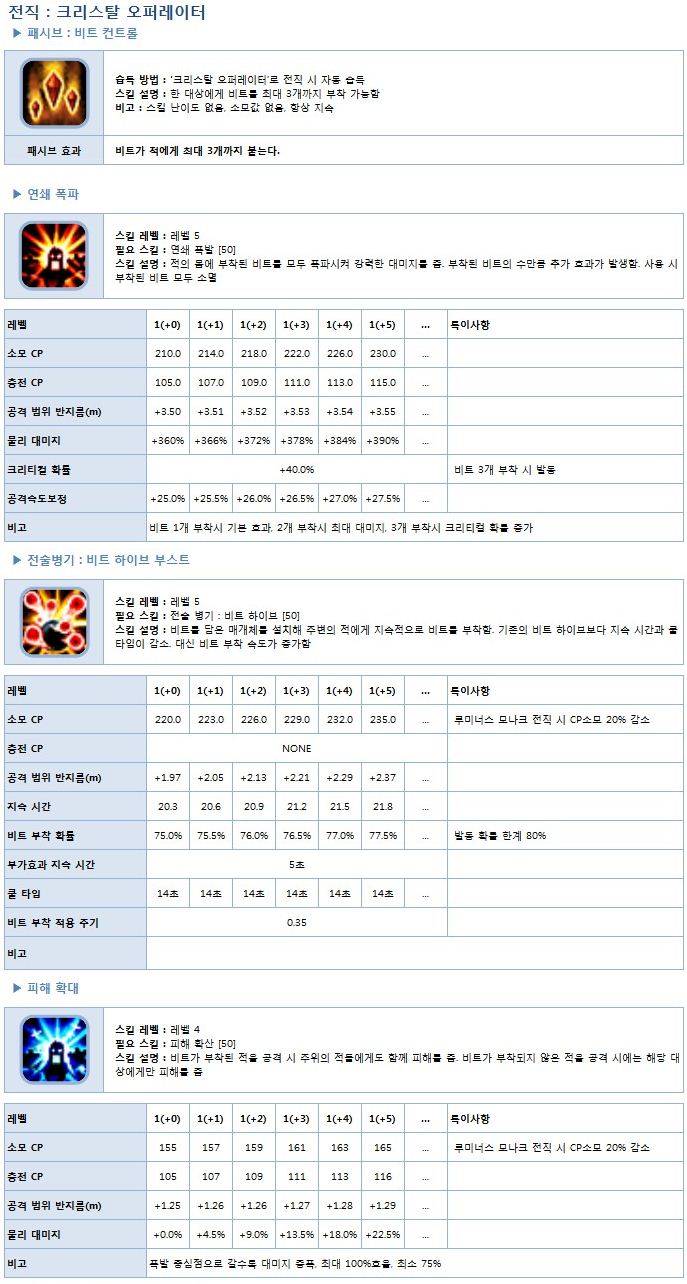 전직 : 크리스탈 오퍼레이터
▶ 패시브 : 비트 컨트롤
습득 방법 : '크리스탈 오퍼레이터'로 전직 시 자동 습득
스킬 설명 : 한 대상에게 비트를 최대 3개까지 부착 가능함
비고 : 스킬 난이도 없음, 소모값 없음, 항상 지속
패시브 효과 비트가 적에게 최대 3개까지 붙는다.
▶ 연쇄 폭파
스킬 레벨 : 레벨 5
필요 스킬 : 연쇄 폭발 [50]
스킬 설명 : 적의 몸에 부착된 비트를 모두 폭파시켜 강력한 대미지를 줌. 부착된 비트의 수만큼 추가 효과가 발생함. 사용 시
부착된 비트 모두 소멸
레벨 1(+0) 1(+1) 1(+2) 1(+3) 1(+4) 1(+5) ... 특이사항
소모 CP 210.0 214.0 218.0 222.0 226.0 230.0 ...
충전 CP 105.0 107.0 109.0 111.0 113.0 115.0 ...
공격 범위 반지름(m) +3.50 +3.51 +3.52 +3.53 +3.54 +3.55 ...
물리 대미지 +360% +366% +372% +378% +384% +390% ...
크리티컬 확률 +40.0% 비트 3개 부착 시 발동
공격속도보정 +25.0% +25.5% +26.0% +26.5% +27.0% +27.5% ...
비고 비트 1개 부착시 기본 효과, 2개 부착시 최대 대미지, 3개 부착시 크리티컬 확률 증가
▶ 전술병기 : 비트 하이브 부스트
스킬 레벨 : 레벨 5
필요 스킬 : 전술 병기 : 비트 하이브 [50]
스킬 설명 : 비트를 담은 매개체를 설치해 주변의 적에게 지속적으로 비트를 부착함. 기존의 비트 하이브보다 지속 시간과 쿨
타임이 감소. 대신 비트 부착 속도가 증가함
레벨 1(+0) 1(+1) 1(+2) 1(+3) 1(+4) 1(+5) ... 특이사항
소모 CP 220.0 223.0 226.0 229.0 232.0 235.0 ... 루미너스 모나크 전직 시 CP소모 20% 감소
충전 CP NONE
공격 범위 반지름(m) +1.97 +2.05 +2.13 +2.21 +2.29 +2.37 ...
지속 시간 20.3 20.6 20.9 21.2 21.5 21.8 ...
비트 부착 확률 75.0% 75.5% 76.0% 76.5% 77.0% 77.5% ... 발동 확률 한계 80%
부가효과 지속 시간 5초
쿨 타임 14초 14초 14초 14초 14초 14초 ...
비트 부착 적용 주기 0.35
비고
▶ 피해 확대
스킬 레벨 : 레벨 4
필요 스킬 : 피해 확산 [50]
스킬 설명 : 비트가 부착된 적을 공격 시 주위의 적들에게도 함께 피해를 줌. 비트가 부착되지 않은 적을 공격 시에는 해당 대
상에게만 피해를 줌
레벨 1(+0) 1(+1) 1(+2) 1(+3) 1(+4) 1(+5) ... 특이사항
소모 CP 155 157 159 161 163 165 ... 루미너스 모나크 전직 시 CP소모 20% 감소
충전 CP 105 107 109 111 113 116 ...
공격 범위 반지름(m) +1.25 +1.26 +1.26 +1.27 +1.28 +1.29 ...
물리 대미지 +0.0% +4.5% +9.0% +13.5% +18.0% +22.5% ...
비고 폭발 중심점으로 갈수록 대미지 증폭, 최대 100%효율, 최소 75%